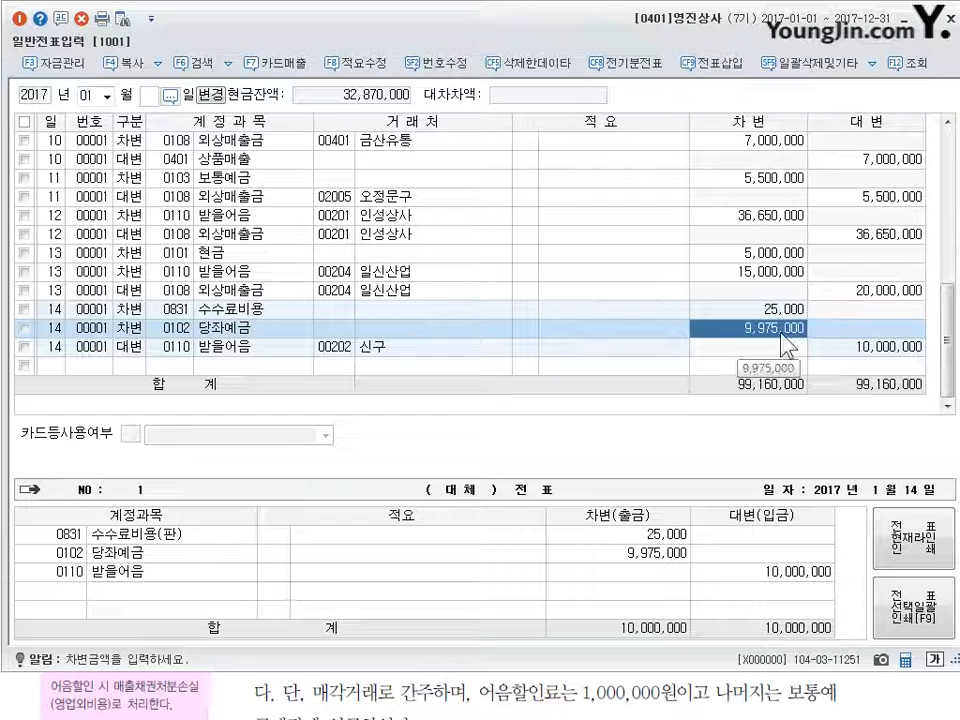 [0401]영진상사 (7기) 2017-01-01 ~ 2017-12-31
YoungJin.com Y.
일반전표입력 [1001]
F3 자금관리 F4 복사 F6 검색 F7 카드매출 F8 적요수정 SF2 번호수정 CF5 삭제한데이타 CF8 전기분전표 CF9 전표삽입 SF5 일괄삭제및기타 F12 조회
2017 년 01 월 일 변경 현금잔액: 32,870,000 대차차액:
일 번호 구분 계 정 과 목 거 래 처 적 요 차 변 대 변
10 00001 차변 0108 외상매출금 00401 금산유통 7,000,000
10 00001 대변 0401 상품매출 7,000,000
11 00001 차변 0103 보통예금 5,500,000
11 00001 대변 0108 외상매출금 02005 오정문구 5,500,000
12 00001 차변 0110 받을어음 00201 인성상사 36,650,000
12 00001 대변 0108 외상매출금 00201 인성상사 36,650,000
13 00001 차변 0101 현금 5,000,000
13 00001 차변 0110 받을어음 00204 일신산업 15,000,000
13 00001 대변 0108 외상매출금 00204 일신산업 20,000,000
14 00001 차변 0831 수수료비용 25,000
14 00001 차변 0102 당좌예금 9,975,000
14 00001 대변 0110 받을어음 00202 신구 10,000,000
9,975,000
합 계 99,160,000 99,160,000
카드등사용여부
NO : 1 ( 대 체 ) 전 표 일 자 : 2017 년 1 월 14 일
계정과목 적요 차변(출금) 대변(입금)
0831 수수료비용(판) 25,000
0102 당좌예금 9,975,000
0110 받을어음 10,000,000
합 계 10,000,000 10,000,000
전 표
현재라인
인 쇄
전 표
선택일괄
인쇄[F9]
알림: 차변금액을 입력하세요. [X000000] 104-03-11251 가
어음할인 시 매출채권처분손실
(영업외비용)로 처리한다.
다. 단, 매각거래로 간주하며, 어음할인료는 1,000,000원이고 나머지는 보통예